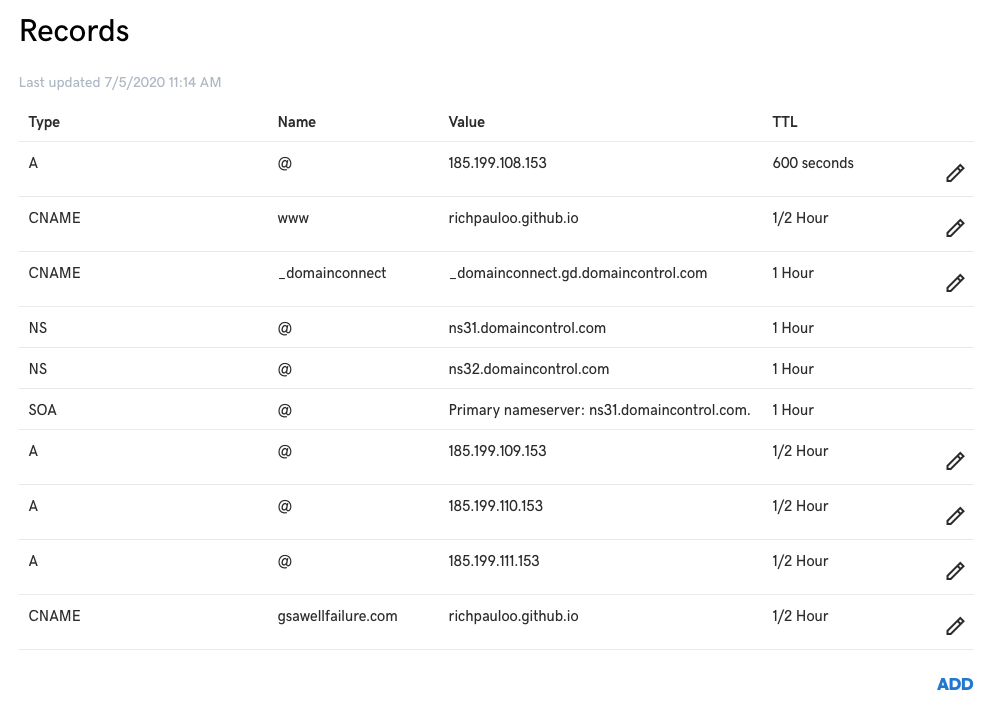 Records
Last updated 7/5/2020 11:14 AM
Type Name Value TTL
A @ 185.199.108.153 600 seconds
CNAME www richpauloo.github.io 1/2 Hour
CNAME _domainconnect _domainconnect.gd.domaincontrol.com 1 Hour
NS @ ns31.domaincontrol.com 1 Hour
NS @ ns32.domaincontrol.com 1 Hour
SOA @ Primary nameserver: ns31.domaincontrol.com. 1 Hour
A @ 185.199.109.153 1/2 Hour
A @ 185.199.110.153 1/2 Hour
A @ 185.199.111.153 1/2 Hour
CNAME gsawellfailure.com richpauloo.github.io 1/2 Hour
ADD